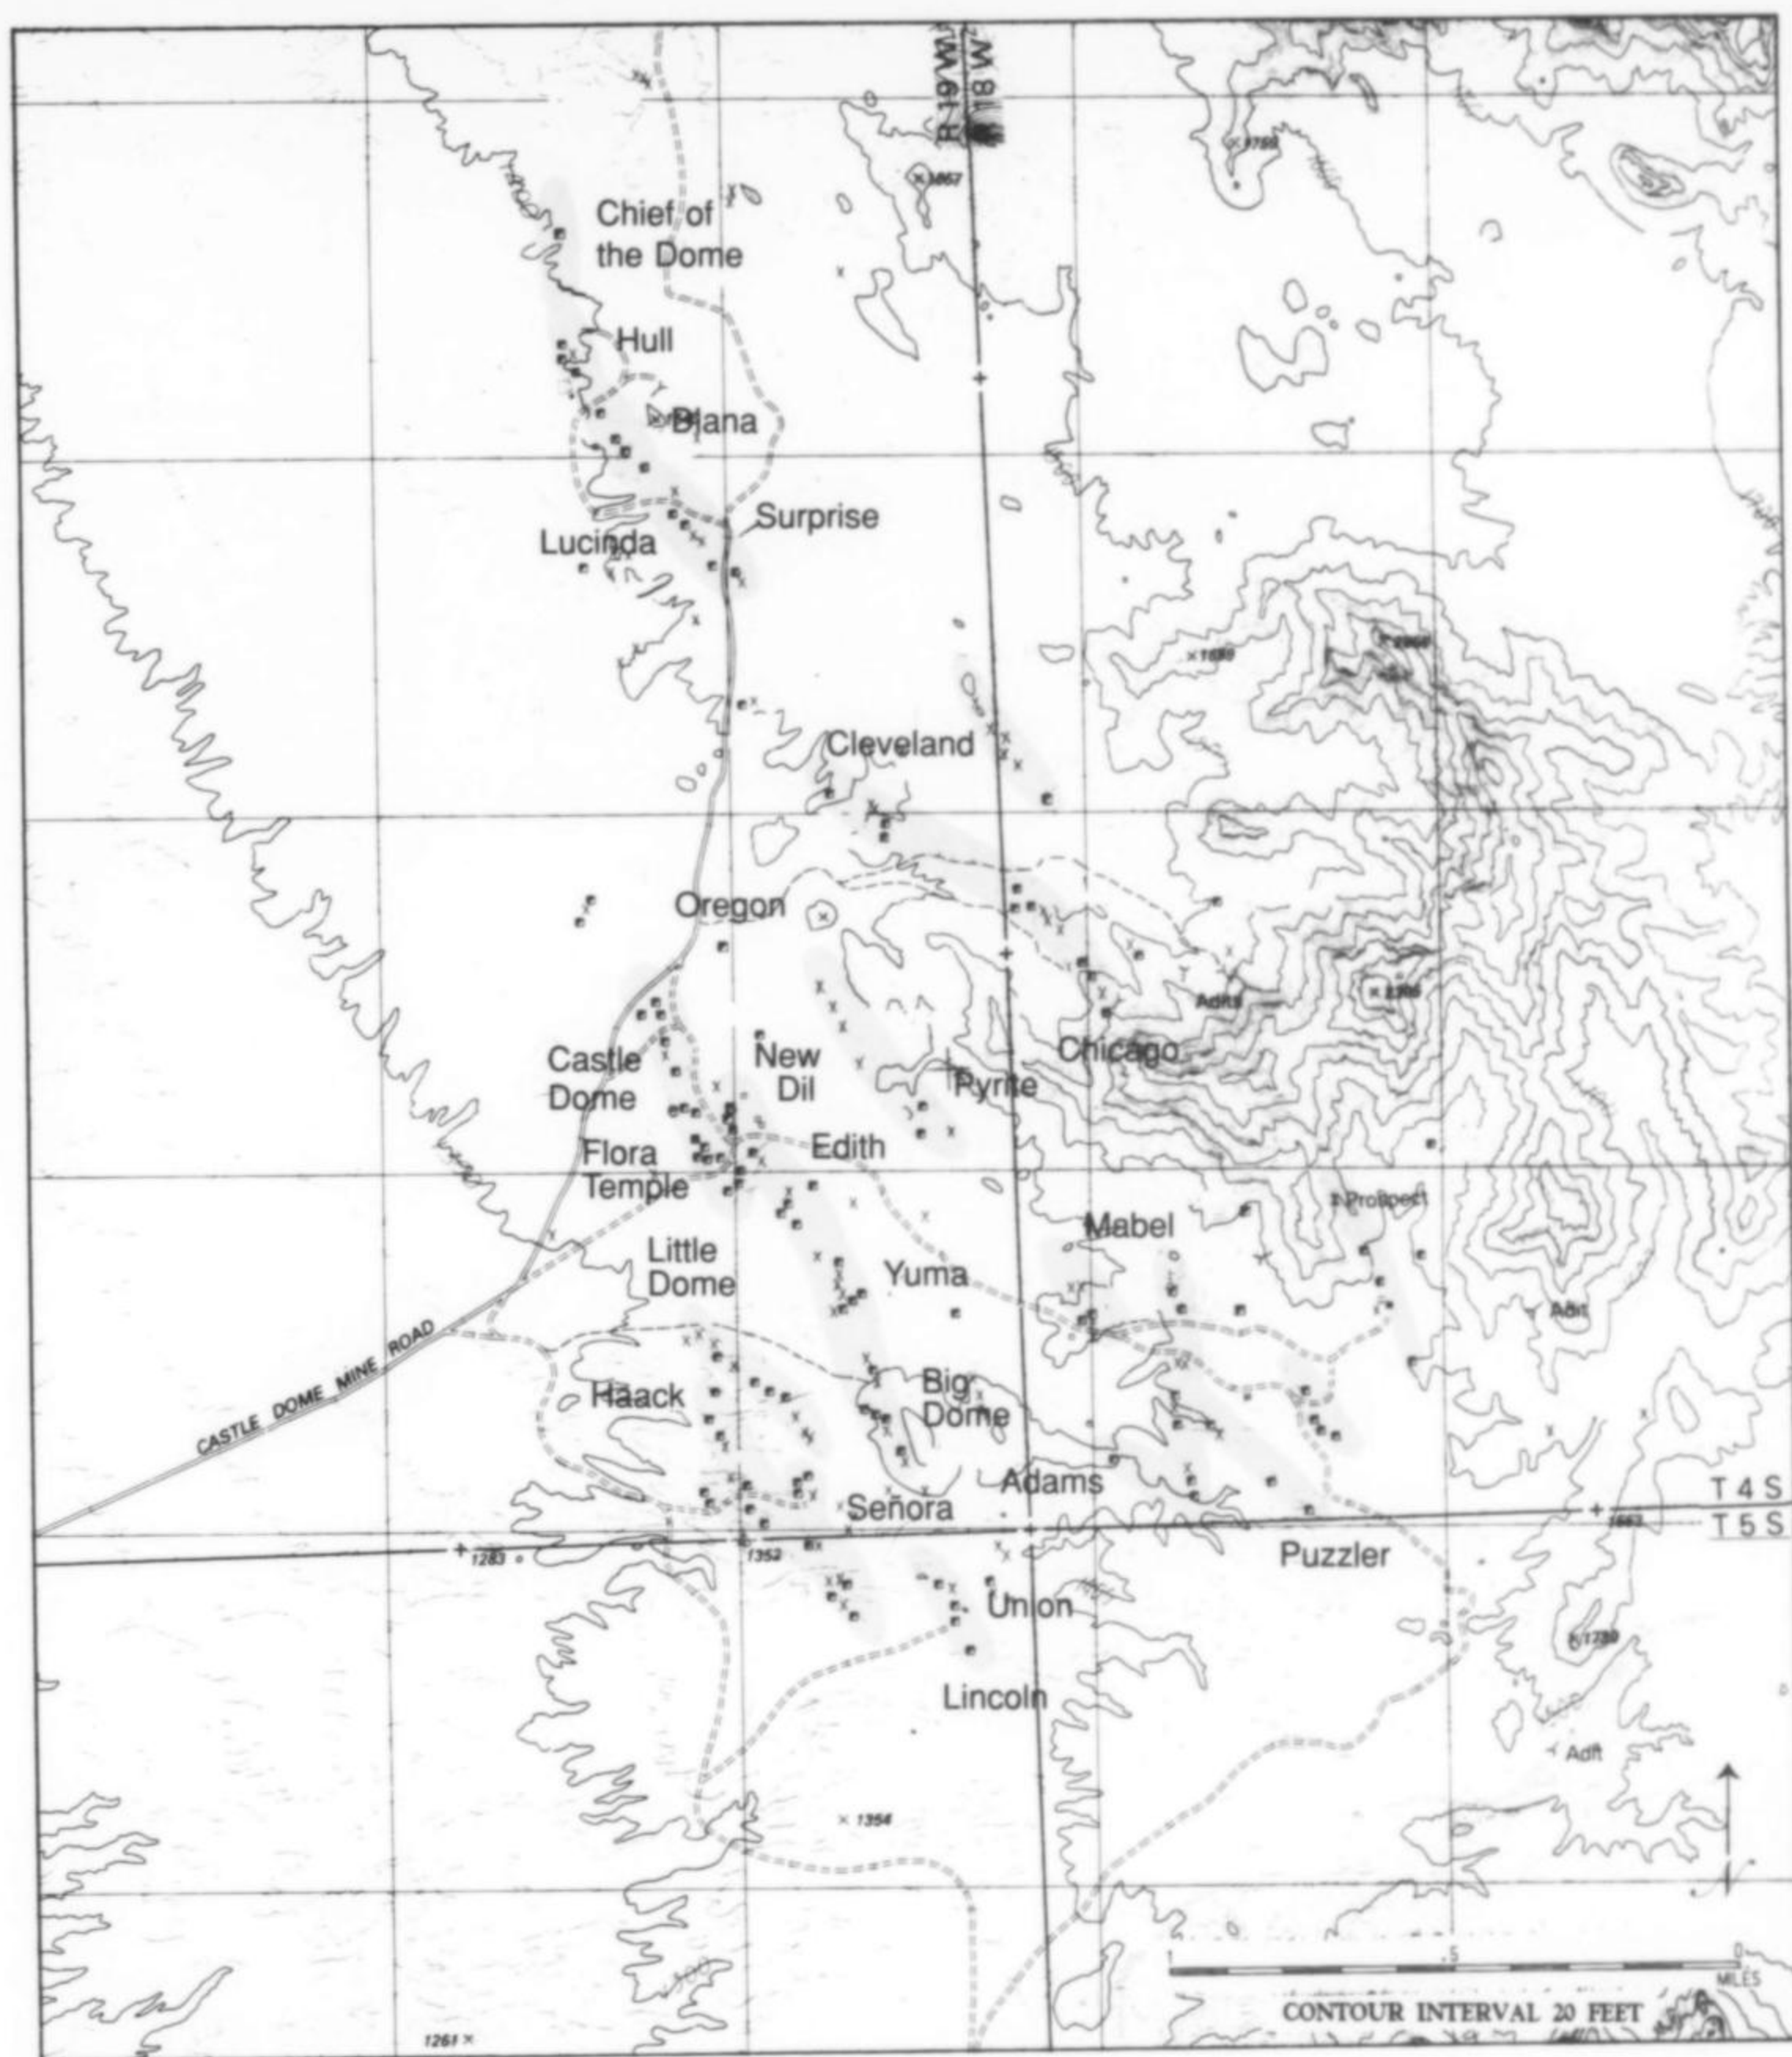 R 19 W
R 18 W
1867
Chief of
the Dome
Hull
Diana
Surprise
Lucinda
Cleveland
Oregon
Adits
Castle
Dome
New
Dil
Chicago
Pyrite
Flora
Temple
Edith
Prospect
Mabel
Little
Dome
Yuma
Adit
CASTLE DOME MINE ROAD
Haack
Big
Dome
Adams
Señora
T 4 S
T 5 S
1283
1352
Puzzler
Union
Lincoln
Adit
1354
1 .5 0
MILES
CONTOUR INTERVAL 20 FEET
1261